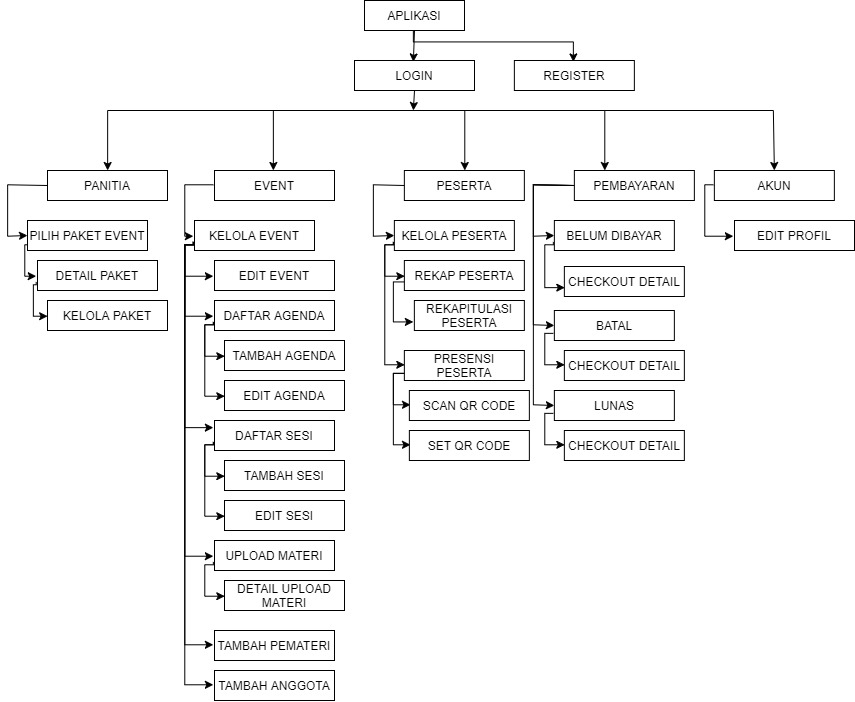 APLIKASI
LOGIN
REGISTER
PANITIA
EVENT
PESERTA
PEMBAYARAN
AKUN
PILIH PAKET EVENT
DETAIL PAKET
KELOLA PAKET
KELOLA EVENT
EDIT EVENT
DAFTAR AGENDA
TAMBAH AGENDA
EDIT AGENDA
DAFTAR SESI
TAMBAH SESI
EDIT SESI
UPLOAD MATERI
DETAIL UPLOAD
MATERI
TAMBAH PEMATERI
TAMBAH ANGGOTA
KELOLA PESERTA
REKAP PESERTA
REKAPITULASI
PESERTA
PRESENSI
PESERTA
SCAN QR CODE
SET QR CODE
BELUM DIBAYAR
CHECKOUT DETAIL
BATAL
CHECKOUT DETAIL
LUNAS
CHECKOUT DETAIL
EDIT PROFIL